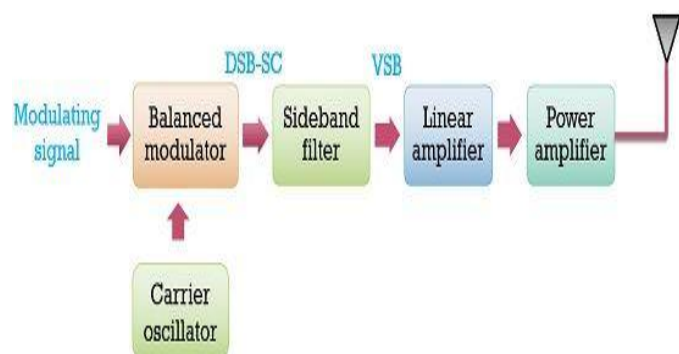 DSB-SC
VSB
Modulating
signal
Balanced
modulator
Sideband
filter
Linear
amplifier
Power
amplifier
Carrier
oscillator